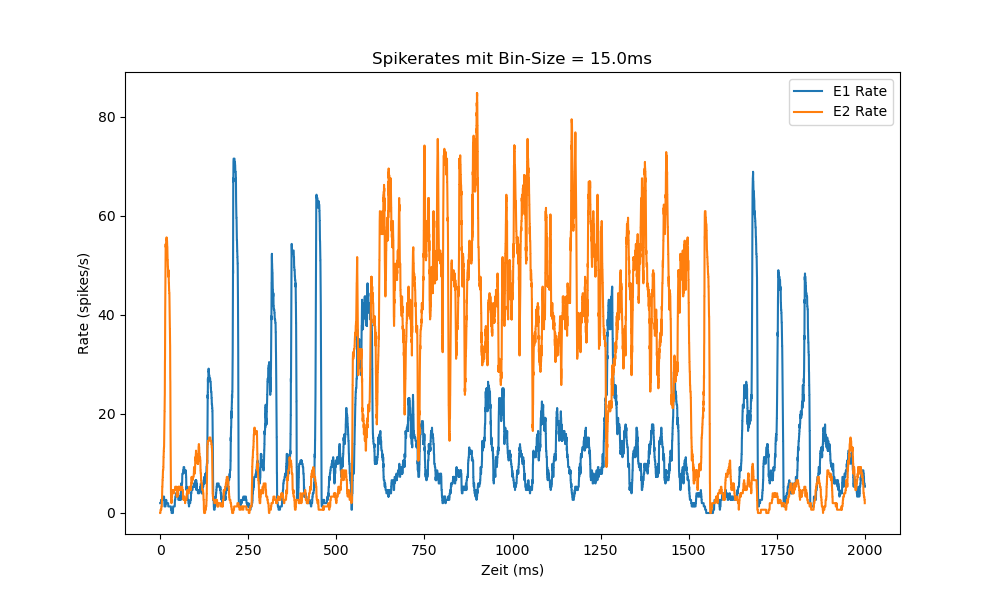 Spikerates mit Bin-Size = 15.0ms
E1 Rate
E2 Rate
Rate (spikes/s)
80
60
40
20
0
0 250 500 750 1000 1250 1500 1750 2000
Zeit (ms)